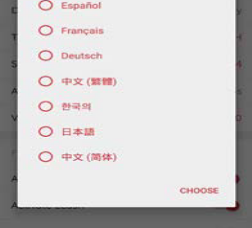 Español
Français
Deutsch
中文 (繁體)
한국의
日本語
中文 (简体)
CHOOSE